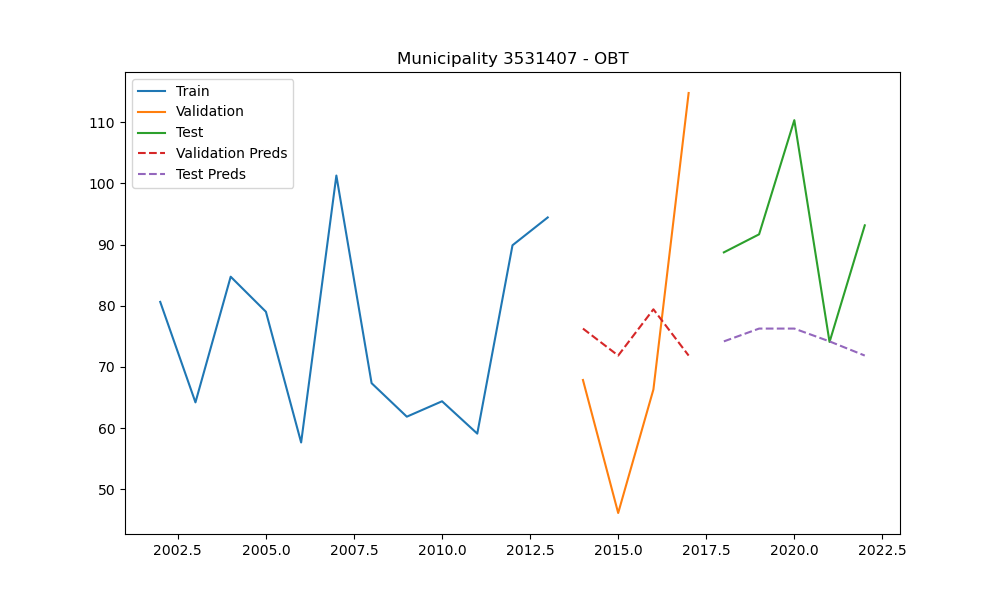 Municipality 3531407 - OBT
Train
Validation
Test
Validation Preds
Test Preds
110
100
90
80
70
60
50
2002.5 2005.0 2007.5 2010.0 2012.5 2015.0 2017.5 2020.0 2022.5